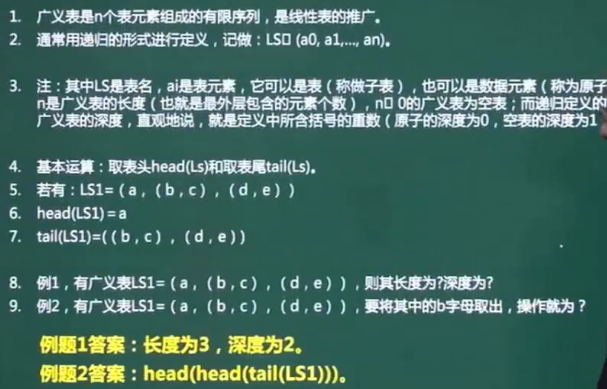 1. 广义表是n个表元素组成的有限序列，是线性表的推广。
2. 通常用递归的形式进行定义，记做：LS□ (a0, a1,..., an)。
3. 注：其中LS是表名，ai是表元素，它可以是表（称做子表），也可以是数据元素（称为原子
n是广义表的长度（也就是最外层包含的元素个数），n□ 0的广义表为空表；而递归定义的
广义表的深度，直观地说，就是定义中所含括号的重数（原子的深度为0，空表的深度为1
4. 基本运算：取表头head(Ls)和取表尾tail(Ls)。
5. 若有：LS1=（a，（b，c），（d，e））
6. head(LS1)=a
7. tail(LS1)=(（b，c），（d，e））
8. 例1，有广义表LS1=（a，（b，c），（d，e）），则其长度为?深度为?
9. 例2，有广义表LS1=（a，（b，c），（d，e）），要将其中的b字母取出，操作就为？
例题1答案：长度为3，深度为2。
例题2答案：head(head(tail(LS1)))。